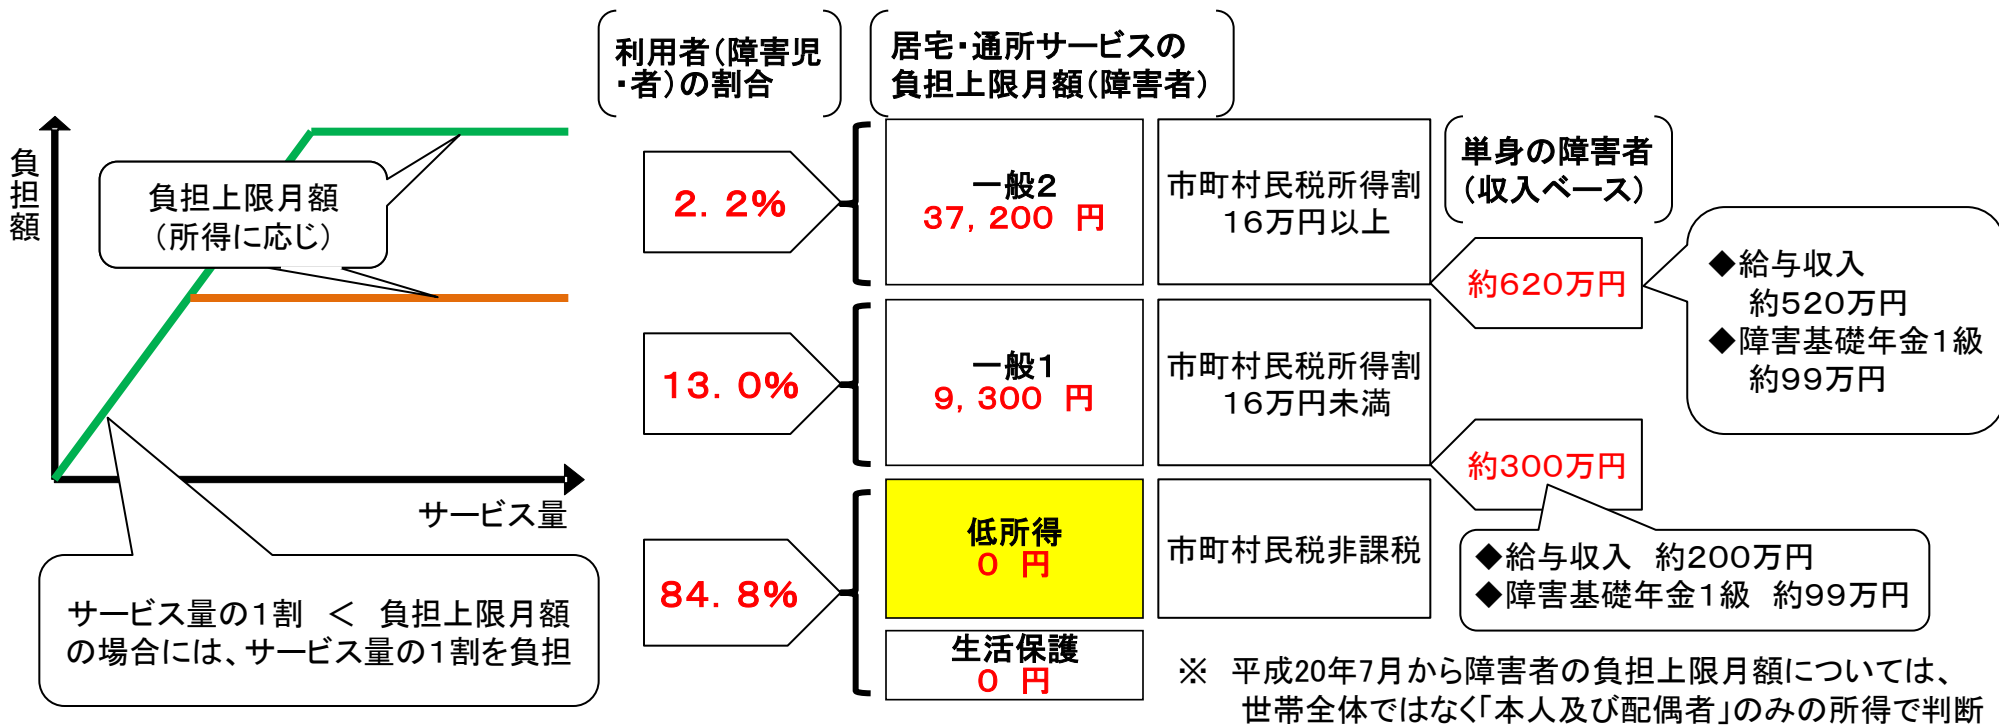 利用者（障害児
・者）の割合
居宅・通所サービスの
負担上限月額（障害者）
負担額
負担上限月額
（所得に応じ）
サービス量
サービス量の１割　＜　負担上限月額
の場合には、サービス量の１割を負担
２．２％
一般２
３７，２００　円
市町村民税所得割
１６万円以上
単身の障害者
（収入ベース）
約６２０万円
◆給与収入
約５２０万円
◆障害基礎年金１級
約９９万円
１３．０％
一般１
９，３００　円
市町村民税所得割
１６万円未満
約３００万円
◆給与収入　約２００万円
◆障害基礎年金１級　約９９万円
８４．８％
低所得
０　円
市町村民税非課税
生活保護
０　円
※　平成20年7月から障害者の負担上限月額については、
世帯全体ではなく「本人及び配偶者」のみの所得で判断